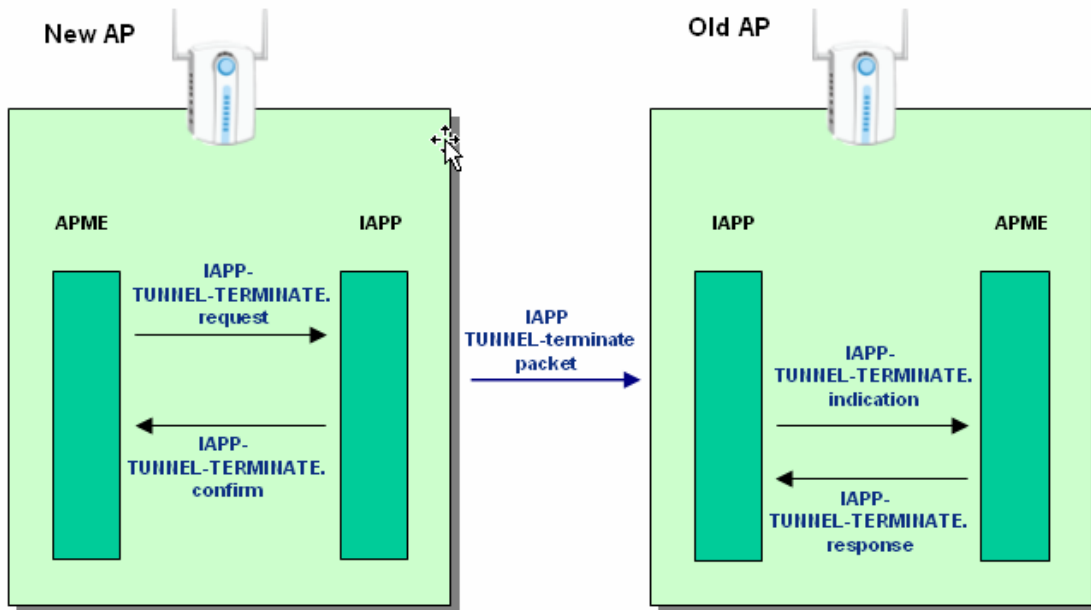 New AP
Old AP
APME
IAPP
IAPP-
TUNNEL-TERMINATE.
request
IAPP-
TUNNEL-TERMINATE.
confirm
IAPP
TUNNEL-terminate
packet
IAPP
APME
IAPP-
TUNNEL-TERMINATE.
indication
IAPP-
TUNNEL-TERMINATE.
response